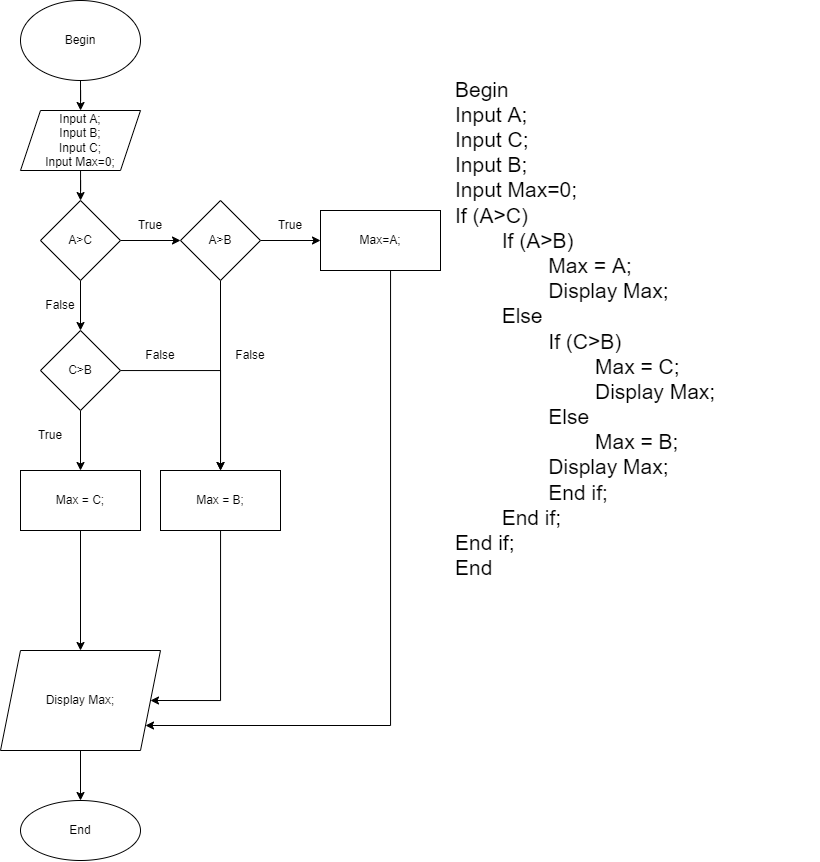 Begin
Input A;
Input B;
Input C;
Input Max=0;
A>C
True
A>B
True
Max=A;
False
C>B
False
False
True
Max = C;
Max = B;
Display Max;
End
Begin
Input A;
Input C;
Input B;
Input Max=0;
If (A>C)
If (A>B)
Max = A;
Display Max;
Else
If (C>B)
Max = C;
Display Max;
Else
Max = B;
Display Max;
End if;
End if;
End if;
End